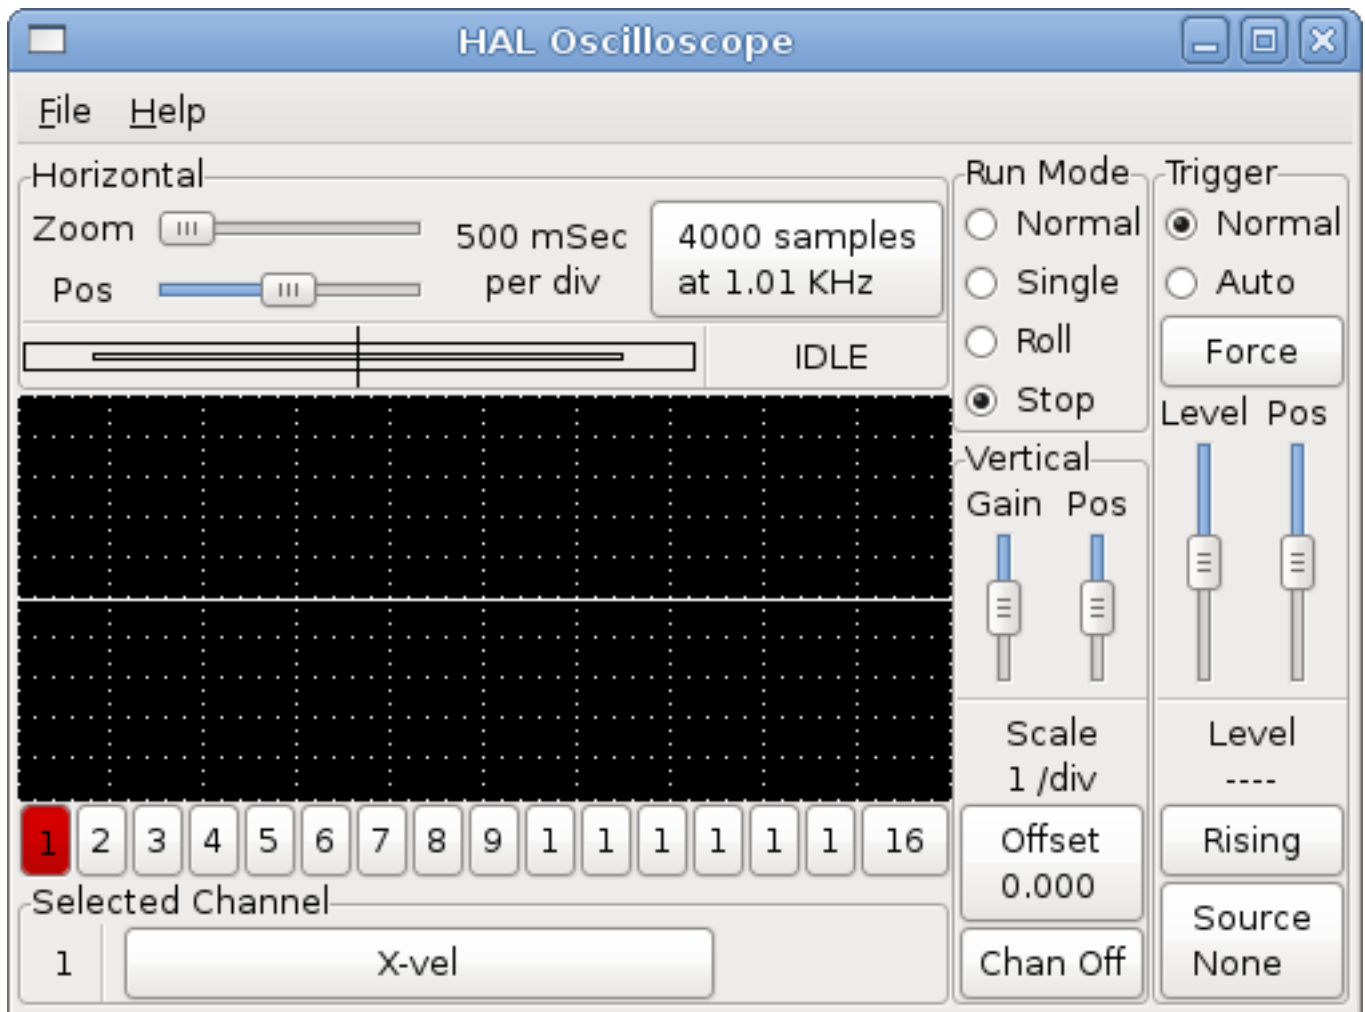 HAL Oscilloscope
File Help
Horizontal
Zoom
Pos
500 mSec
per div
4000 samples
at 1.01 KHz
IDLE
Run Mode
Normal
Single
Roll
Stop
Trigger
Normal
Auto
Force
Level Pos
Vertical
Gain Pos
Scale
1 /div
Level
----
1 2 3 4 5 6 7 8 9 1 1 1 1 1 1 16
Offset
0.000
Rising
Selected Channel
1 X-vel
Chan Off
Source
None